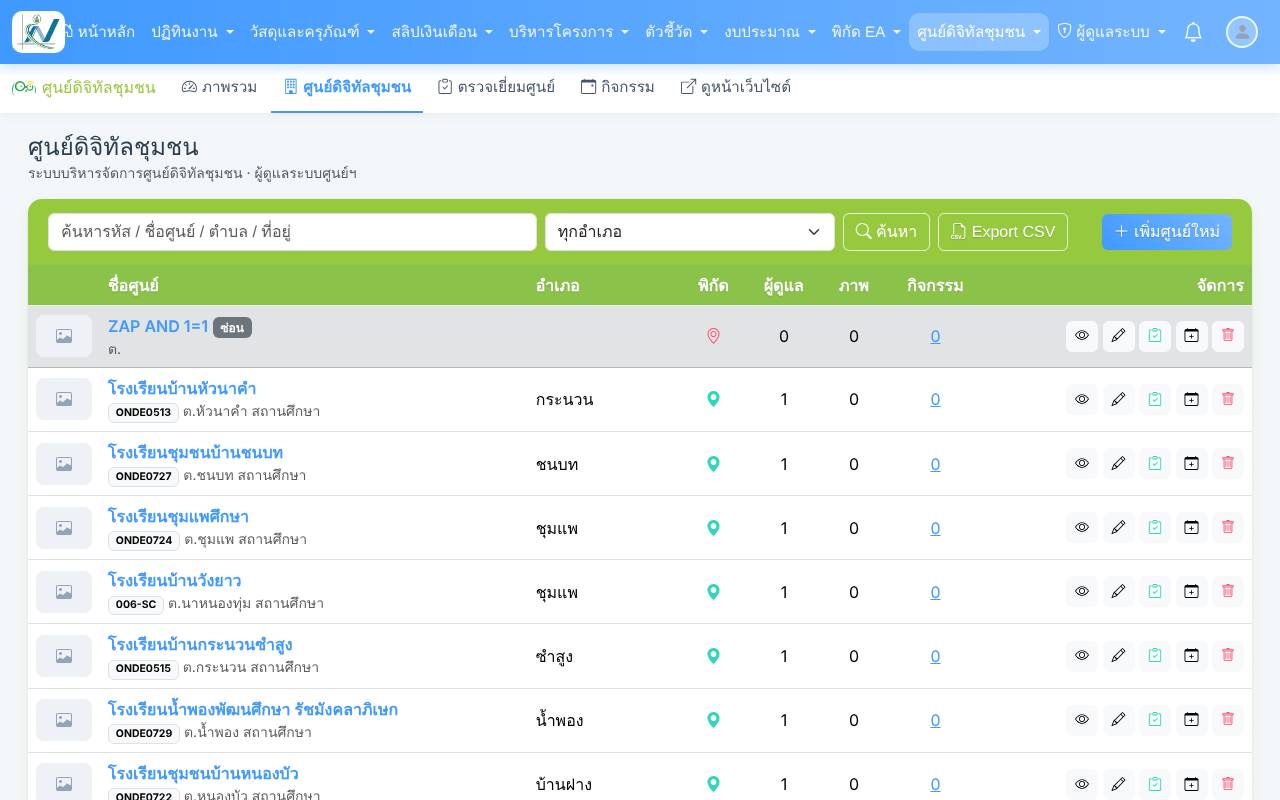 หน้าหลัก ปฏิทินงาน วัสดุและครุภัณฑ์ สลิปเงินเดือน บริหารโครงการ ตัวชี้วัด งบประมาณ พิกัด EA ศูนย์ดิจิทัลชุมชน ผู้ดูแลระบบ
ศูนย์ดิจิทัลชุมชน ภาพรวม ศูนย์ดิจิทัลชุมชน ตรวจเยี่ยมศูนย์ กิจกรรม ดูหน้าเว็บไซต์
ศูนย์ดิจิทัลชุมชน
ระบบบริหารจัดการศูนย์ดิจิทัลชุมชน · ผู้ดูแลระบบศูนย์ฯ
ค้นหารหัส / ชื่อศูนย์ / ตำบล / ที่อยู่ ทุกอำเภอ ค้นหา Export CSV เพิ่มศูนย์ใหม่
ชื่อศูนย์ อำเภอ พิกัด ผู้ดูแล ภาพ กิจกรรม จัดการ
ZAP AND 1=1 ซ่อน 0 0 0
ต.
โรงเรียนบ้านหัวนาคำ กระนวน 1 0 0
ONDE0513 ต.หัวนาคำ สถานศึกษา
โรงเรียนชุมชนบ้านชนบท ชนบท 1 0 0
ONDE0727 ต.ชนบท สถานศึกษา
โรงเรียนชุมแพศึกษา ชุมแพ 1 0 0
ONDE0724 ต.ชุมแพ สถานศึกษา
โรงเรียนบ้านวังยาว ชุมแพ 1 0 0
006-SC ต.นาหนองทุ่ม สถานศึกษา
โรงเรียนบ้านกระนวนซำสูง ซำสูง 1 0 0
ONDE0515 ต.กระนวน สถานศึกษา
โรงเรียนน้ำพองพัฒนศึกษา รัชมังคลาภิเษก น้ำพอง 1 0 0
ONDE0729 ต.น้ำพอง สถานศึกษา
โรงเรียนชุมชนบ้านหนองบัว บ้านฝาง 1 0 0
ONDE0722 ต.หนองบัว สถานศึกษา